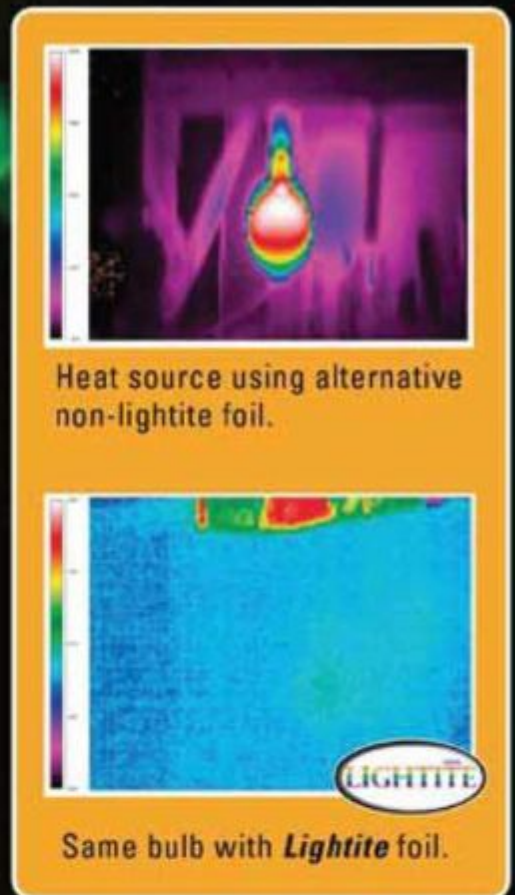 Heat source using alternative
non-lightite foil.
LIGHTITE
Same bulb with Lightite foil.